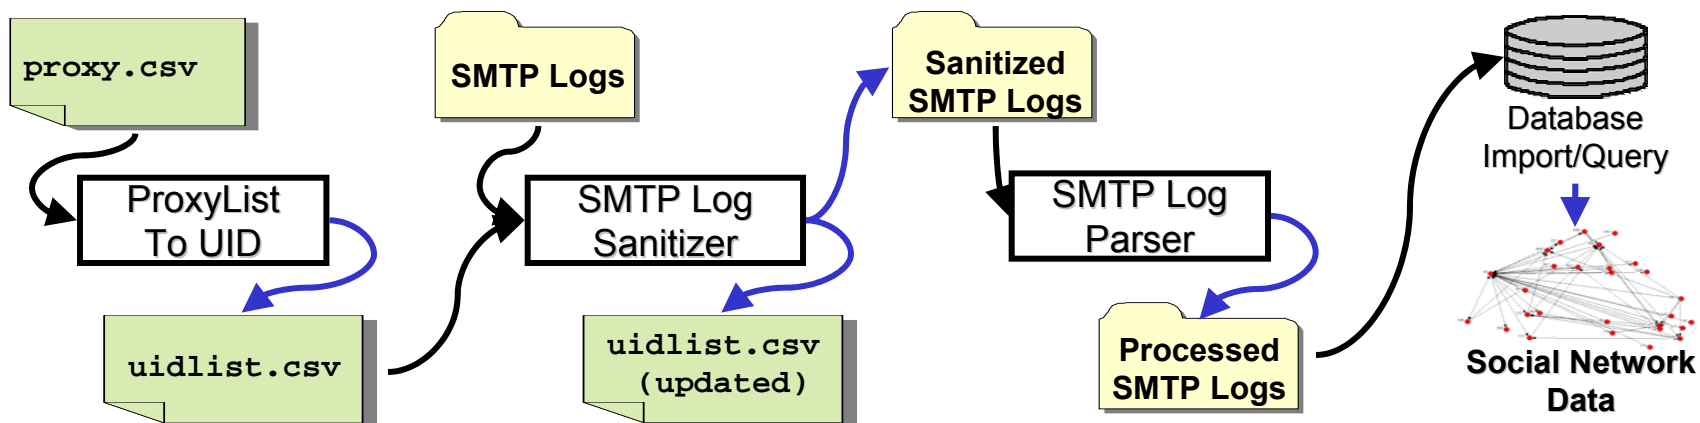 proxy.csv
ProxyList
To UID
uidlist.csv
SMTP Logs
SMTP Log
Sanitizer
uidlist.csv
(updated)
Sanitized
SMTP Logs
SMTP Log
Parser
Processed
SMTP Logs
Database
Import/Query
Social Network
Data